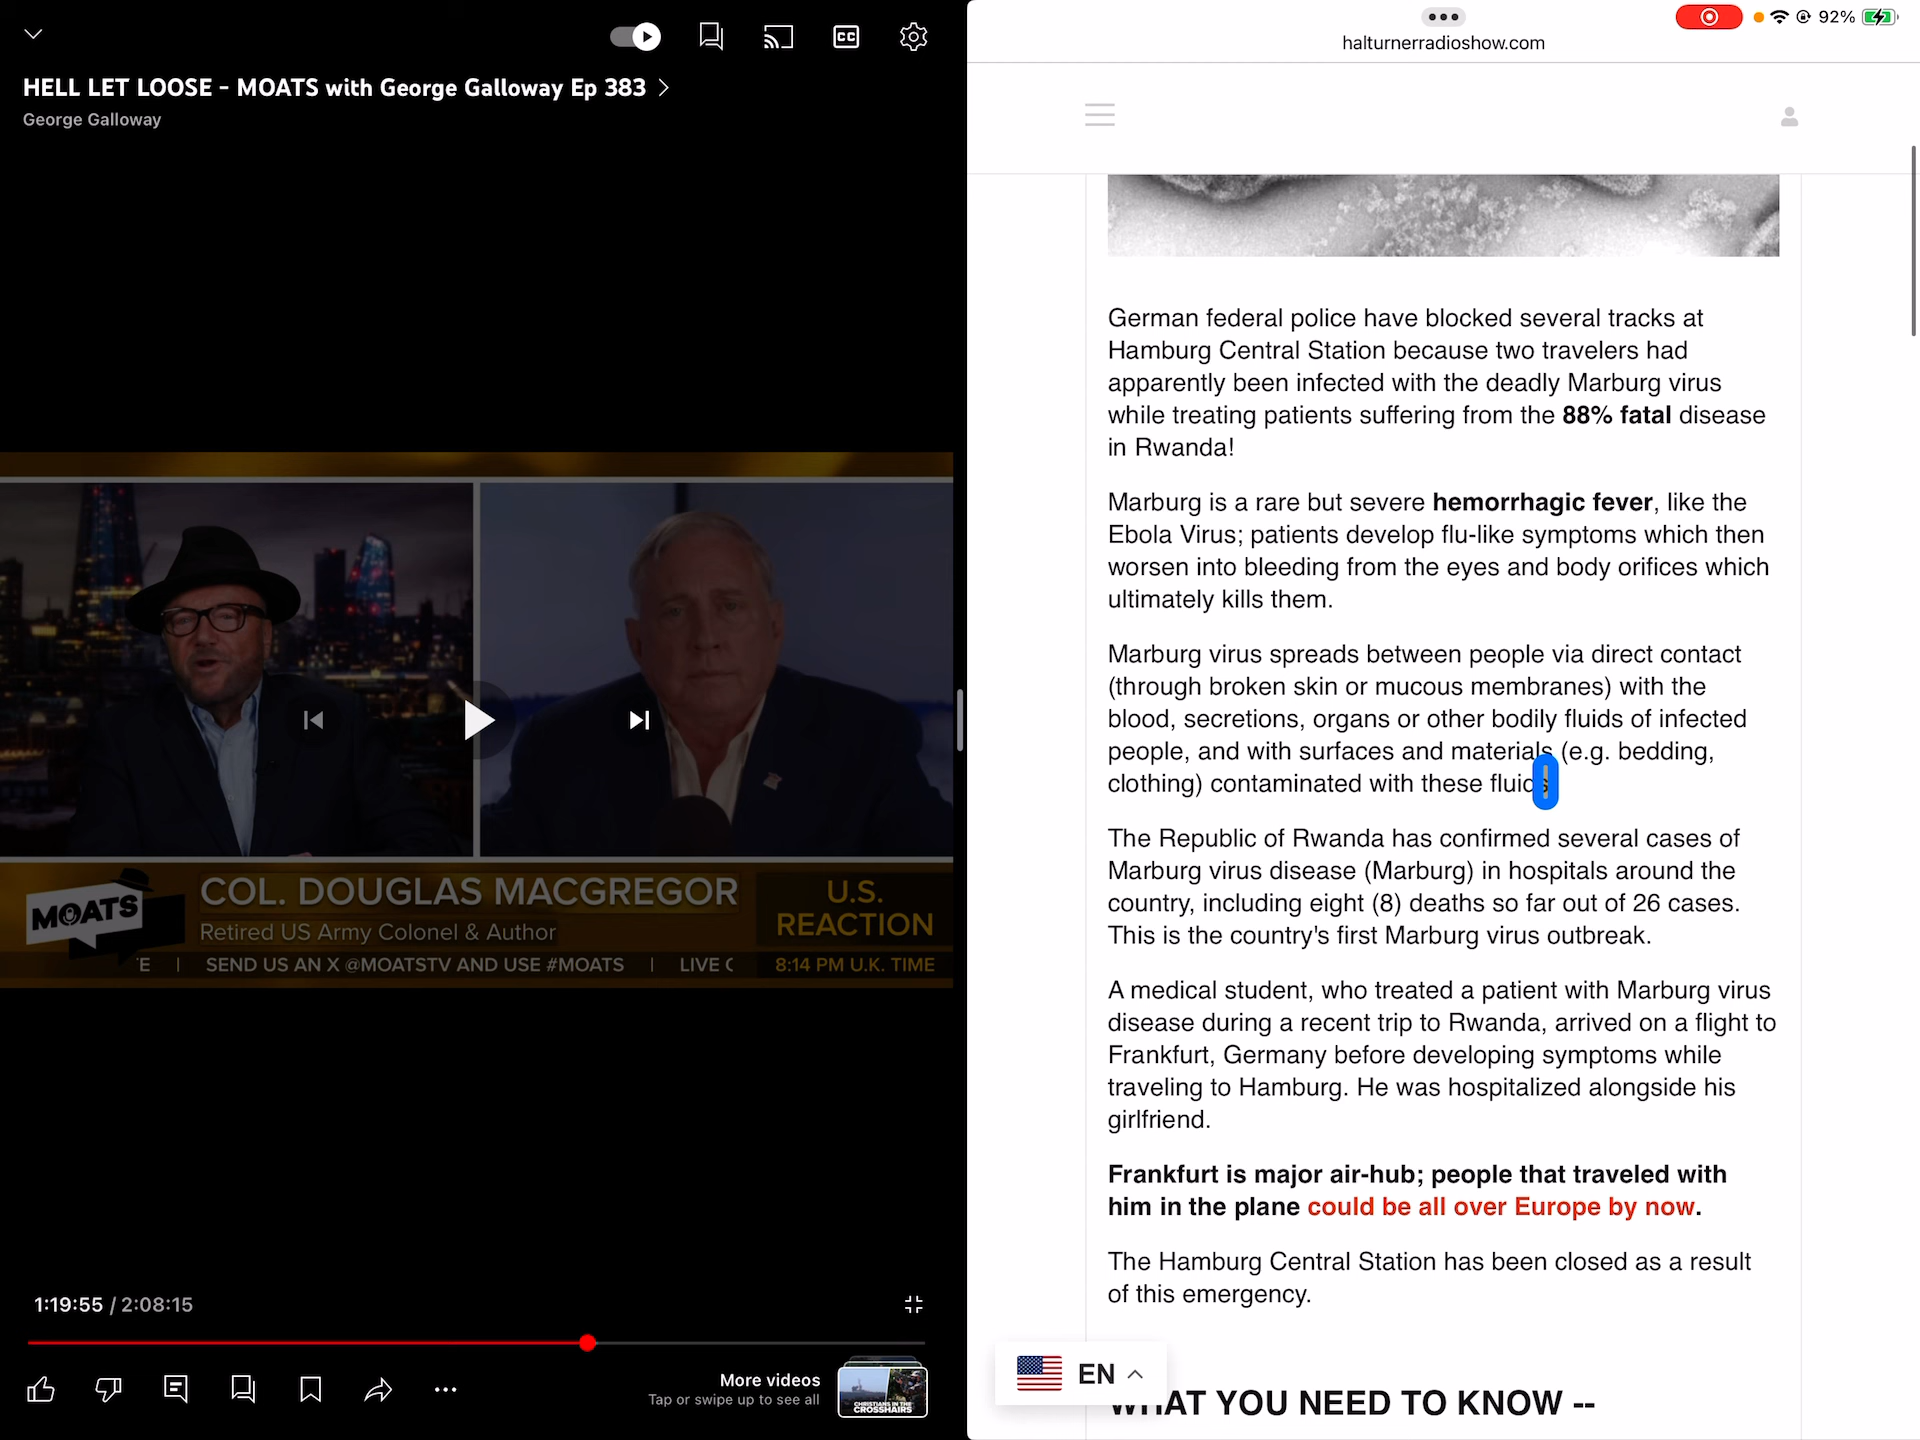 HELL LET LOOSE - MOATS with George Galloway Ep 383
George Galloway
CC
MOATS
COL. DOUGLAS MACGREGOR
Retired US Army Colonel & Author
U.S.
REACTION
E | SEND US AN X @MOATSTV AND USE #MOATS | LIVE
8:14 PM U.K. TIME
1:19:55 / 2:08:15
More videos
Tap or swipe up to see all
CHRISTIANS IN THE
CROSSHAIRS
92%
halturnerradioshow.com
German federal police have blocked several tracks at
Hamburg Central Station because two travelers had
apparently been infected with the deadly Marburg virus
while treating patients suffering from the 88% fatal disease
in Rwanda!
Marburg is a rare but severe hemorrhagic fever, like the
Ebola Virus; patients develop flu-like symptoms which then
worsen into bleeding from the eyes and body orifices which
ultimately kills them.
Marburg virus spreads between people via direct contact
(through broken skin or mucous membranes) with the
blood, secretions, organs or other bodily fluids of infected
people, and with surfaces and materials (e.g. bedding,
clothing) contaminated with these fluids
The Republic of Rwanda has confirmed several cases of
Marburg virus disease (Marburg) in hospitals around the
country, including eight (8) deaths so far out of 26 cases.
This is the country's first Marburg virus outbreak.
A medical student, who treated a patient with Marburg virus
disease during a recent trip to Rwanda, arrived on a flight to
Frankfurt, Germany before developing symptoms while
traveling to Hamburg. He was hospitalized alongside his
girlfriend.
Frankfurt is major air-hub; people that traveled with
him in the plane could be all over Europe by now.
The Hamburg Central Station has been closed as a result
of this emergency.
EN
WHAT YOU NEED TO KNOW --